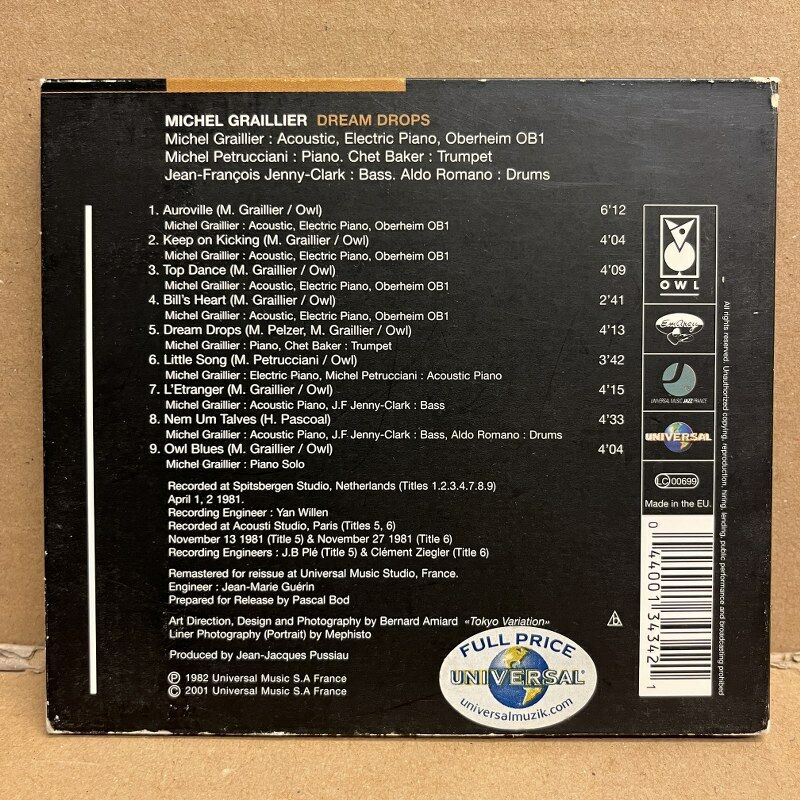 MICHEL GRAILLIER DREAM DROPS
Michel Graillier : Acoustic, Electric Piano, Oberheim OB1
Michel Petrucciani : Piano. Chet Baker : Trumpet
Jean-François Jenny-Clark : Bass. Aldo Romano : Drums
1. Auroville (M. Graillier / Owl) 6'12
Michel Graillier : Acoustic, Electric Piano, Oberheim OB1
2. Keep on Kicking (M. Graillier / Owl) 4'04
Michel Graillier : Acoustic, Electric Piano, Oberheim OB1
3. Top Dance (M. Graillier / Owl) 4'09
Michel Graillier : Acoustic, Electric Piano, Oberheim OB1
4. Bill's Heart (M. Graillier / Owl) 2'41
Michel Graillier : Acoustic, Electric Piano, Oberheim OB1
5. Dream Drops (M. Pelzer, M. Graillier / Owl) 4'13
Michel Graillier : Piano, Chet Baker : Trumpet
6. Little Song (M. Petrucciani / Owl) 3'42
Michel Graillier : Electric Piano, Michel Petrucciani : Acoustic Piano
7. L'Etranger (M. Graillier / Owl) 4'15
Michel Graillier : Acoustic Piano, J.F Jenny-Clark : Bass
8. Nem Um Talves (H. Pascoal) 4'33
Michel Graillier : Acoustic Piano, J.F Jenny-Clark : Bass, Aldo Romano : Drums
9. Owl Blues (M. Graillier / Owl) 4'04
Michel Graillier : Piano Solo
Recorded at Spitsbergen Studio, Netherlands (Titles 1.2.3.4.7.8.9)
April 1, 2 1981.
Recording Engineer : Yan Willen
Recorded at Acousti Studio, Paris (Titles 5, 6)
November 13 1981 (Title 5) & November 27 1981 (Title 6)
Recording Engineers : J.B Plé (Title 5) & Clément Ziegler (Title 6)
Remastered for reissue at Universal Music Studio, France.
Engineer : Jean-Marie Guérin
Prepared for Release by Pascal Bod
Art Direction, Design and Photography by Bernard Amiard «Tokyo Variation»
Liner Photography (Portrait) by Mephisto
Produced by Jean-Jacques Pussiau
℗ 1982 Universal Music S.A France
© 2001 Universal Music S.A France
OWL
EmArcy
UNIVERSAL MUSIC JAZZ FRANCE
UNIVERSAL
LC 00699
Made in the EU.
0 44001 34342 1
All rights reserved. Unauthorized copying, reproduction, hiring, lending, public performance and broadcasting prohibited
FULL PRICE
UNIVERSAL
universalmuzik.com